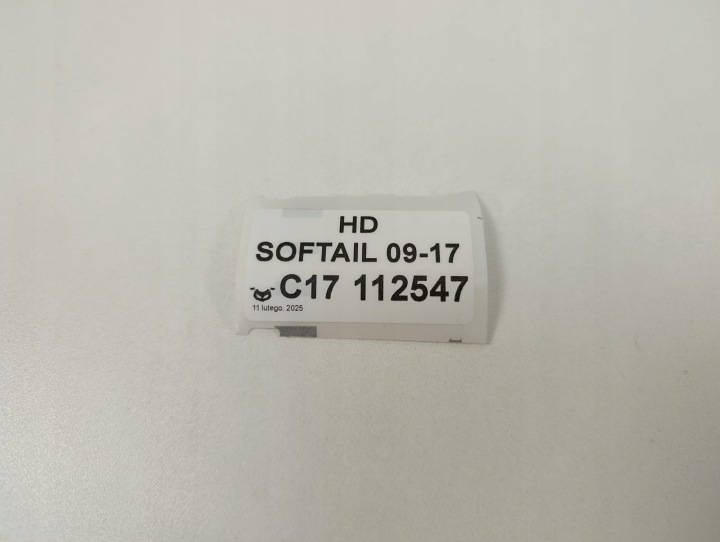 HD
SOFTAIL 09-17
C17 112547
11 lutego, 2025